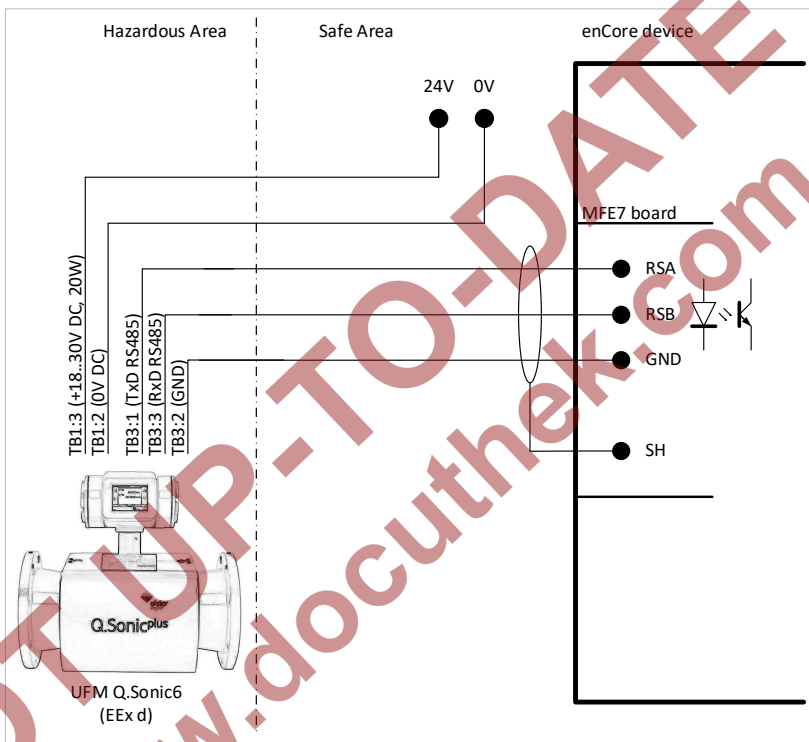 Hazardous Area
Safe Area
enCore device
24V
0V
MFE7 board
RSA
RSB
GND
SH
TB1:3 (+18..30V DC, 20W)
TB1:2 (0V DC)
TB3:1 (TxD RS485)
TB3:3 (RxD RS485)
TB3:2 (GND)
elster
Q.Sonicplus
UFM Q.Sonic6
(EEx d)
UP-TO-DATE
www.docuthek.com